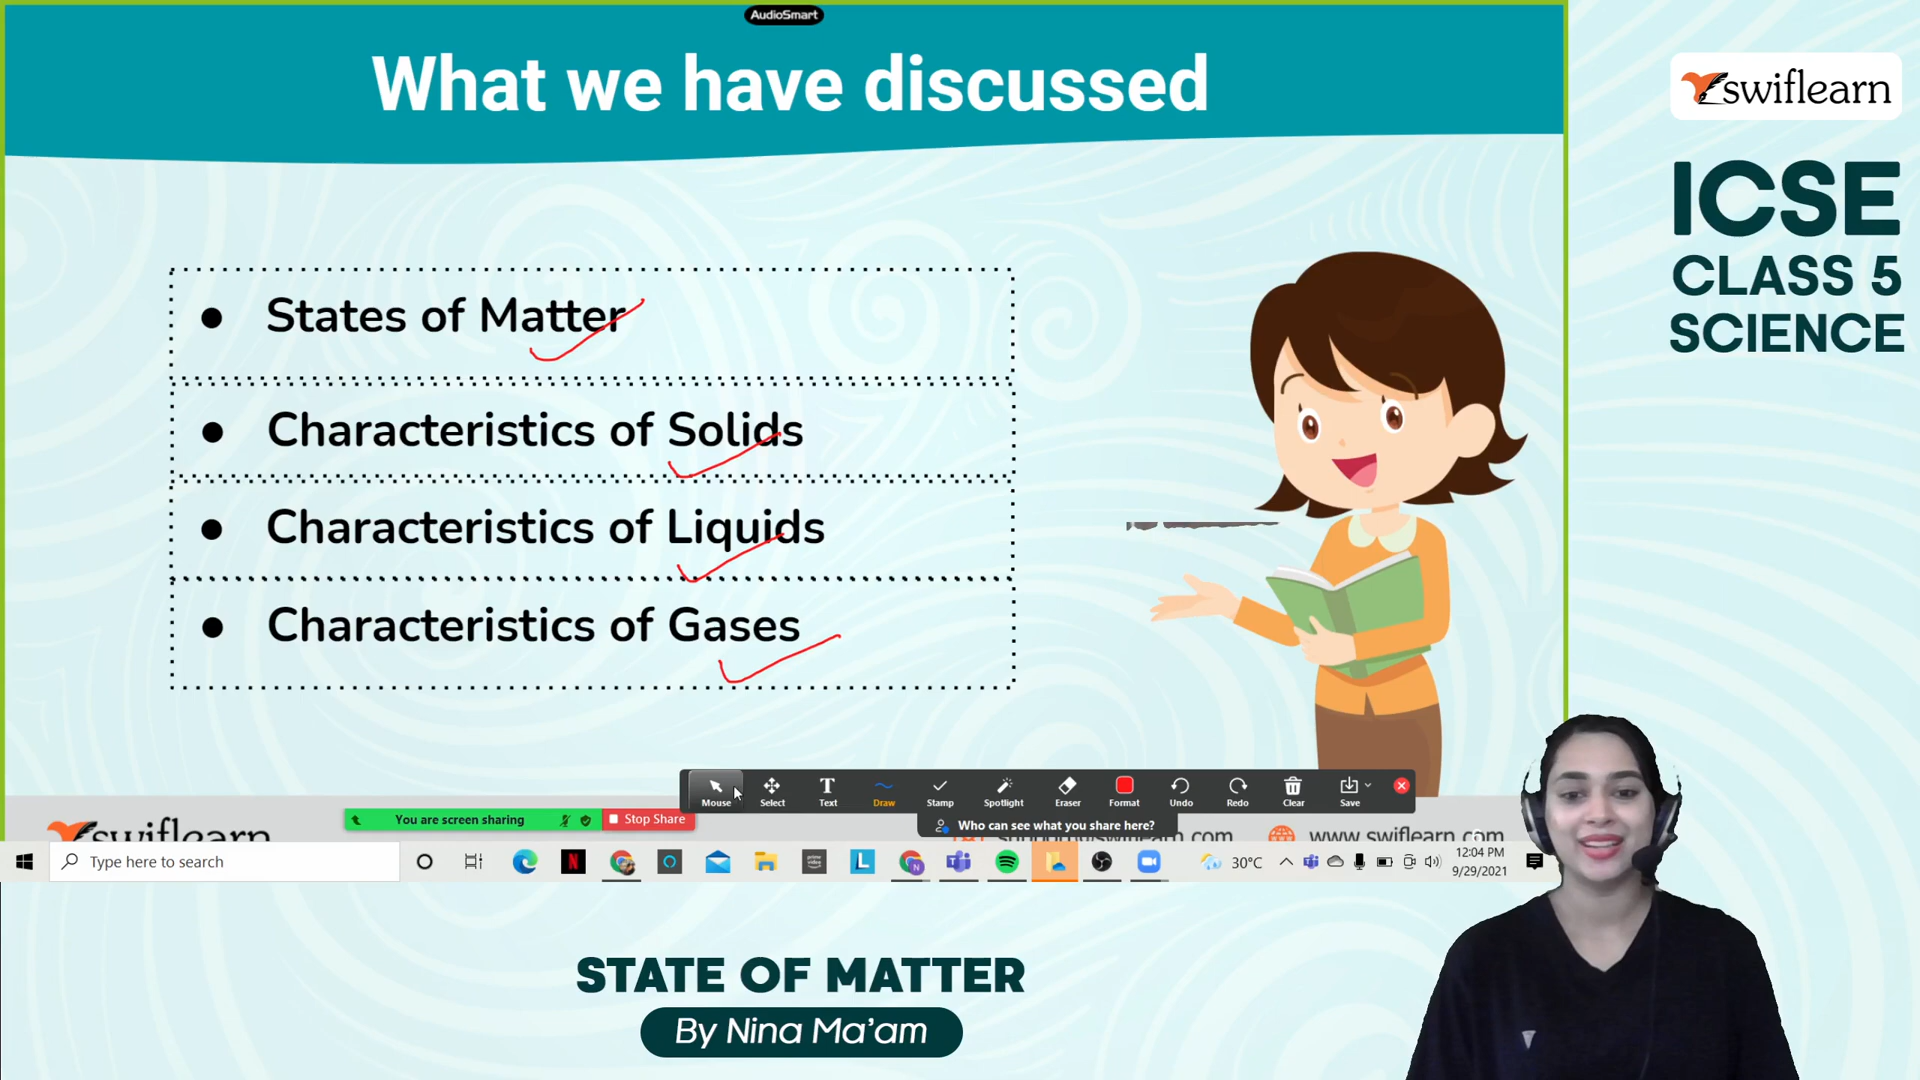 AudioSmart
What we have discussed
swiflearn
ICSE
CLASS 5
SCIENCE
● States of Matter
● Characteristics of Solids
● Characteristics of Liquids
● Characteristics of Gases
Mouse Select Text Draw Stamp Spotlight Eraser Format Undo Redo Clear Save
You are screen sharing Stop Share
Who can see what you share here?
swiflearn
www.swiflearn.com
Type here to search
30°C
12:04 PM
9/29/2021
STATE OF MATTER
By Nina Ma'am